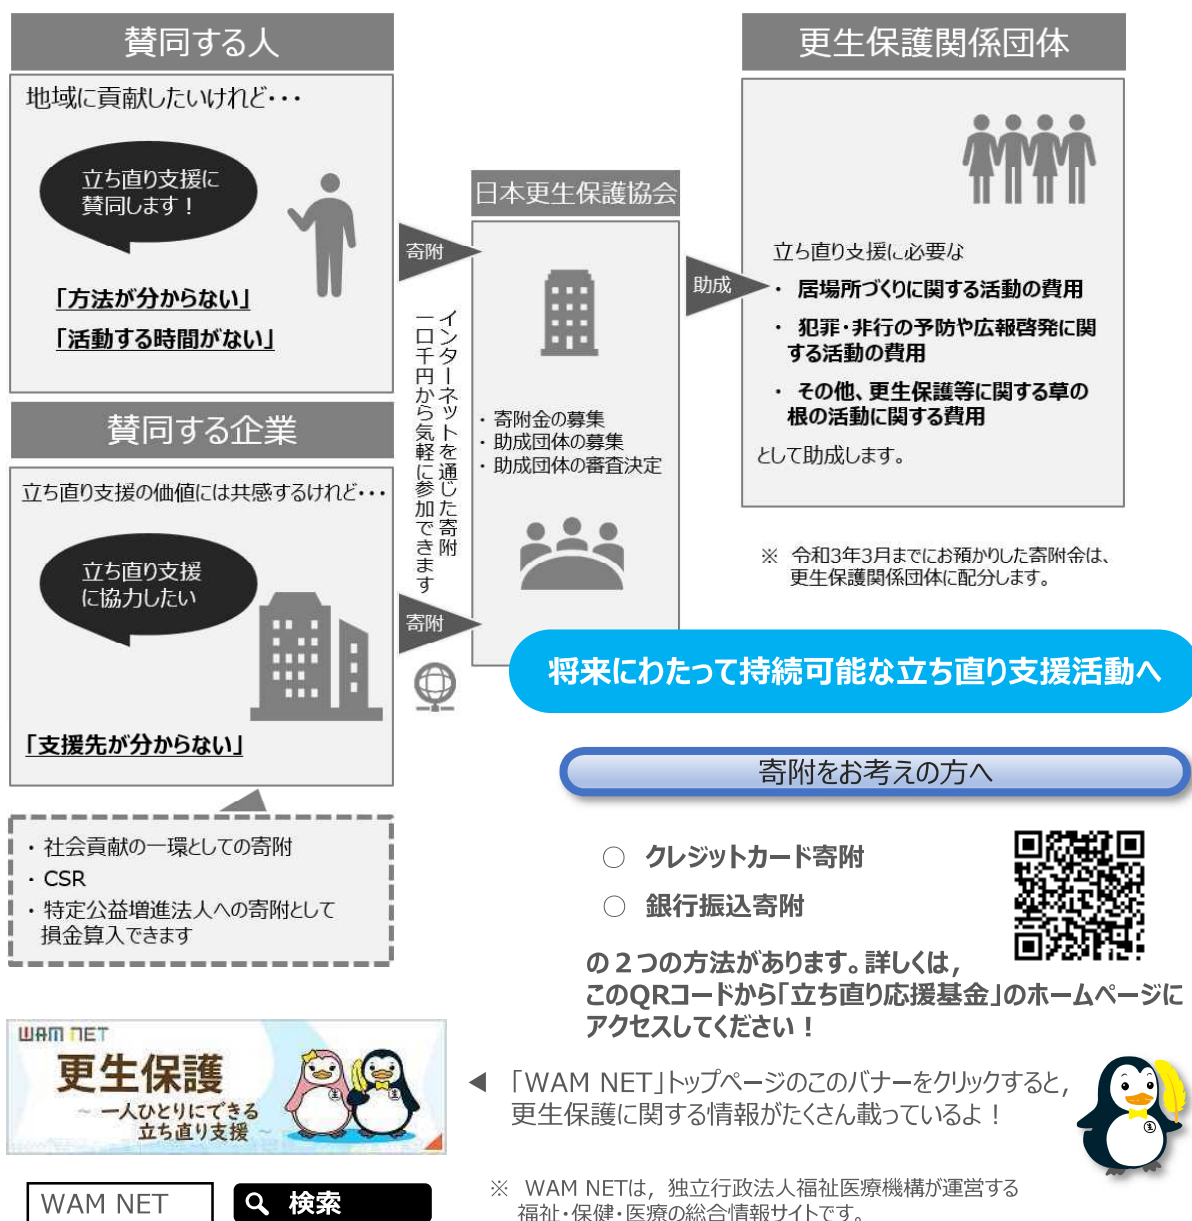 賛同する人
地域に貢献したいけれど・・・
立ち直り支援に
賛同します！
「方法が分からない」
「活動する時間がない」
賛同する企業
立ち直り支援の価値には共感するけれど・・・
立ち直り支援
に協力したい
「支援先が分からない」
・ 社会貢献の一環としての寄附
・ CSR
・ 特定公益増進法人への寄附として
損金算入できます
寄附
インターネットを通じた寄附
一口千円から気軽に参加できます
寄附
日本更生保護協会
・ 寄附金の募集
・ 助成団体の募集
・ 助成団体の審査決定
助成
更生保護関係団体
立ち直り支援に必要な
・ 居場所づくりに関する活動の費用
・ 犯罪・非行の予防や広報啓発に関
する活動の費用
・ その他、更生保護等に関する草の
根の活動に関する費用
として助成します。
※ 令和3年3月までにお預かりした寄附金は、
更生保護関係団体に配分します。
将来にわたって持続可能な立ち直り支援活動へ
寄附をお考えの方へ
○ クレジットカード寄附
○ 銀行振込寄附
の２つの方法があります。詳しくは，
このQRコードから「立ち直り応援基金」のホームページに
アクセスしてください！
WAM NET
更生保護
～ 一人ひとりにできる
立ち直り支援 ～
◀ 「WAM NET」トップページのこのバナーをクリックすると，
更生保護に関する情報がたくさん載っているよ！
WAM NET
検索
※ WAM NETは，独立行政法人福祉医療機構が運営する
福祉・保健・医療の総合情報サイトです。